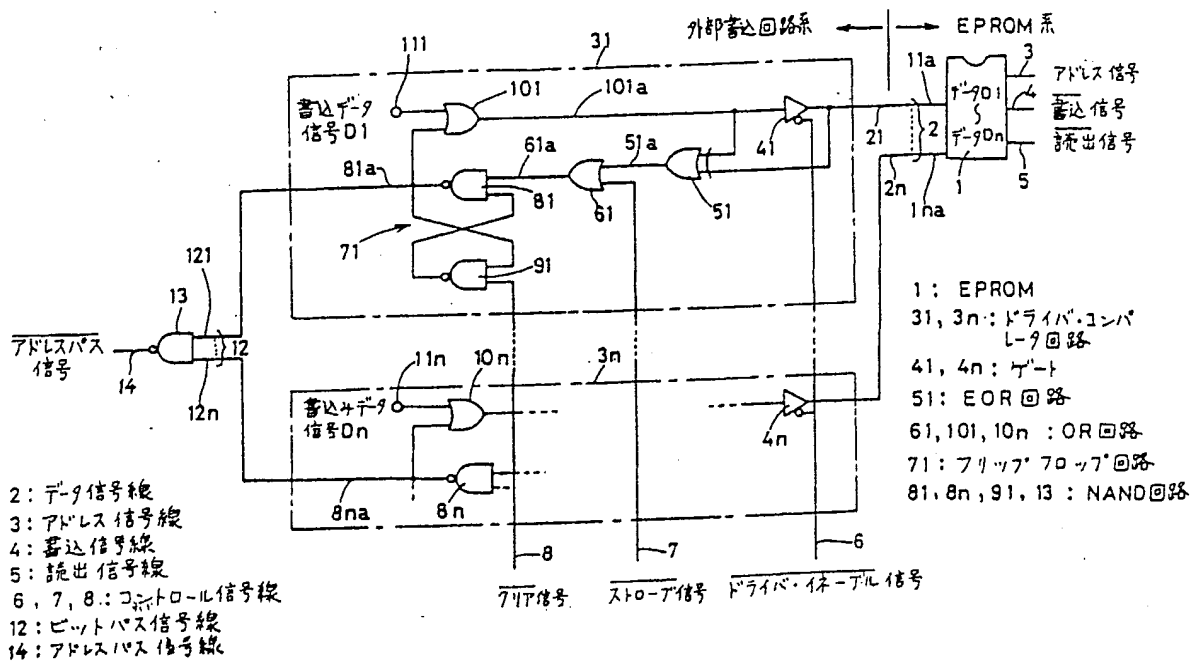 外部書込回路系
EPROM系
111
31
101
101a
11a
3
アドレス信号
4
書込信号
読出信号
5
書込データ
信号D1
41
21
2
データD1
〜
データDn
1
2n
1na
81a
61a
51a
81
61
51
71
91
121
13
12
アドレスパス
信号
14
12n
11n
10n
3n
書込みデータ
信号Dn
4n
8na
8n
8
7
6
クリア信号
ストローブ信号
ドライバ・イネーブル信号
1: EPROM
31, 3n: ドライバ・コンパ
レータ回路
41, 4n: ゲート
51: EOR回路
61, 101, 10n : OR回路
71: フリップフロップ回路
81, 8n, 91, 13 : NAND回路
2: データ信号線
3: アドレス信号線
4: 書込信号線
5: 読出信号線
6, 7, 8: コントロール信号線
12: ビットパス信号線
14: アドレスパス信号線